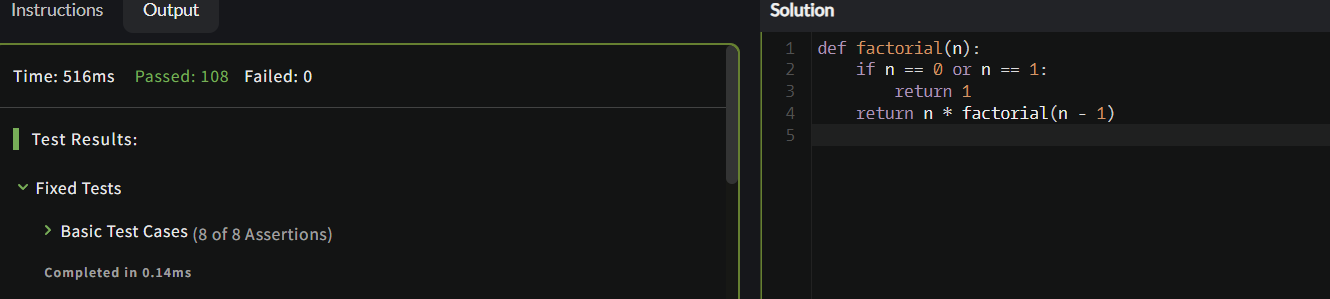 Instructions Output
Time: 516ms Passed: 108 Failed: 0
Test Results:
Fixed Tests
Basic Test Cases (8 of 8 Assertions)
Completed in 0.14ms
Solution
1 def factorial(n):
2     if n == 0 or n == 1:
3         return 1
4     return n * factorial(n - 1)
5